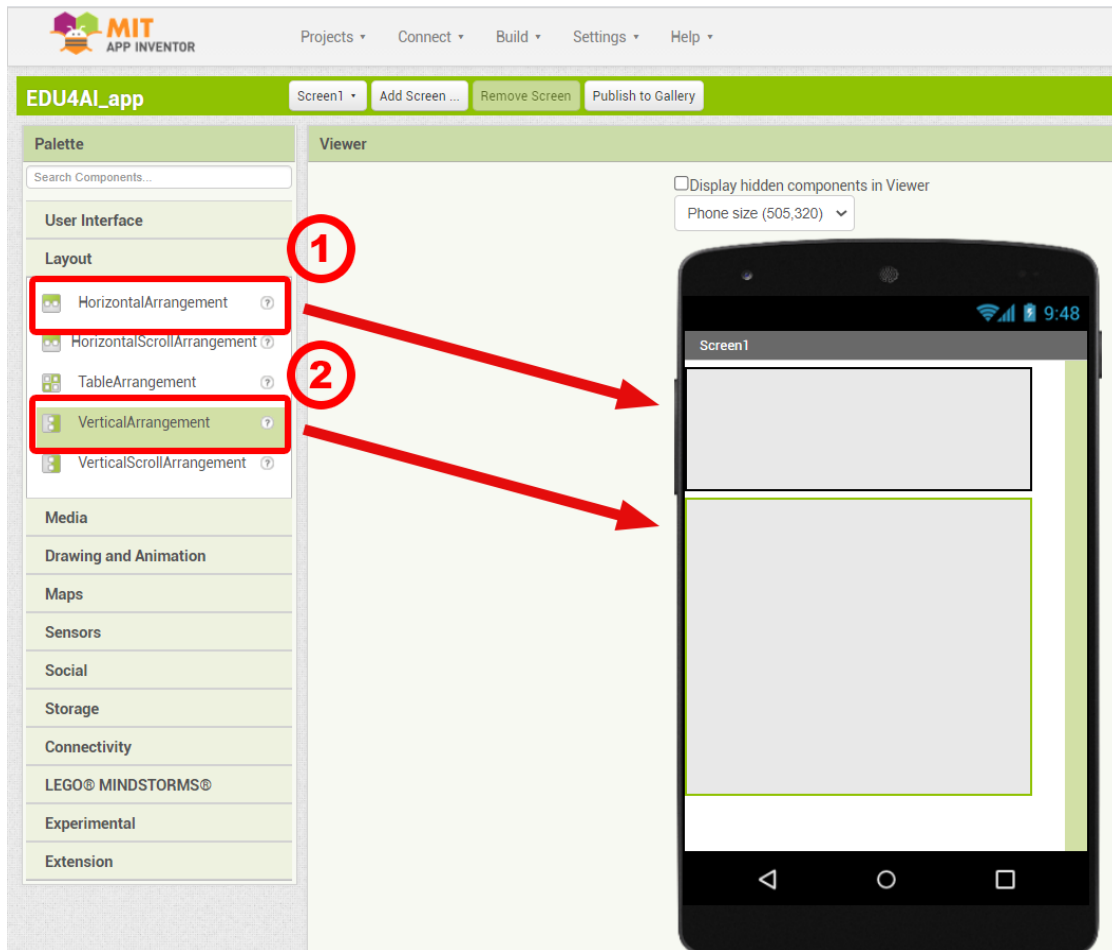 MIT
APP INVENTOR
Projects
Connect
Build
Settings
Help
EDU4AI_app
Screen1
Add Screen ...
Remove Screen
Publish to Gallery
Palette
Viewer
Search Components...
Display hidden components in Viewer
Phone size (505,320)
User Interface
Layout
1
HorizontalArrangement ?
HorizontalScrollArrangement ?
2
TableArrangement ?
VerticalArrangement ?
VerticalScrollArrangement ?
Media
Drawing and Animation
Maps
Sensors
Social
Storage
Connectivity
LEGO® MINDSTORMS®
Experimental
Extension
9:48
Screen1